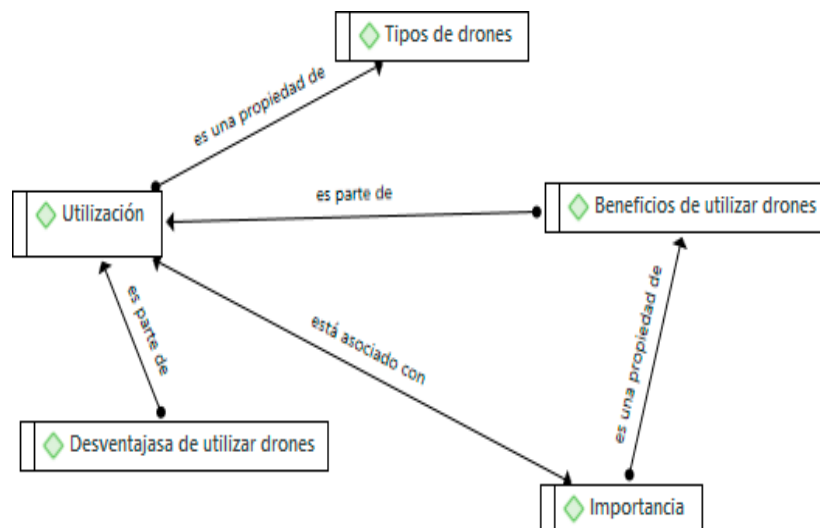 Tipos de drones
es una propiedad de
Utilización
es parte de
Beneficios de utilizar drones
es parte de
está asociado con
es una propiedad de
Desventajasa de utilizar drones
Importancia